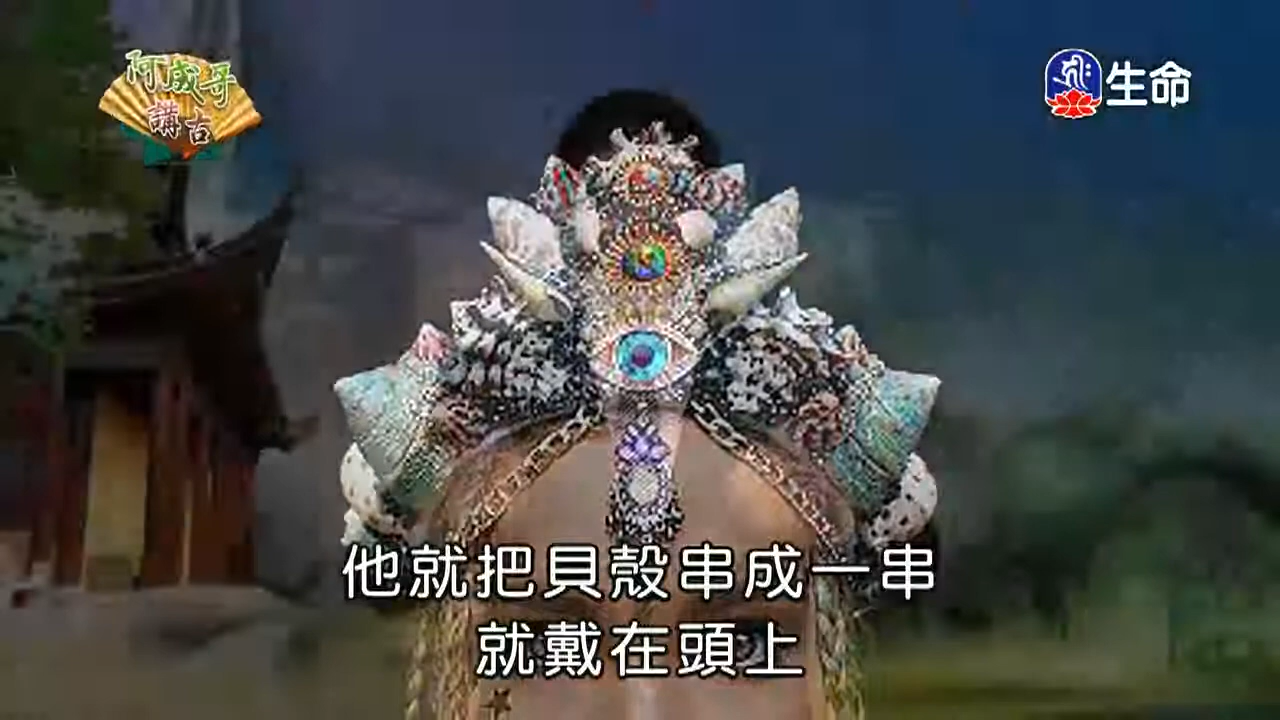 阿威哥
講古
生命
他就把貝殼串成一串
就戴在頭上